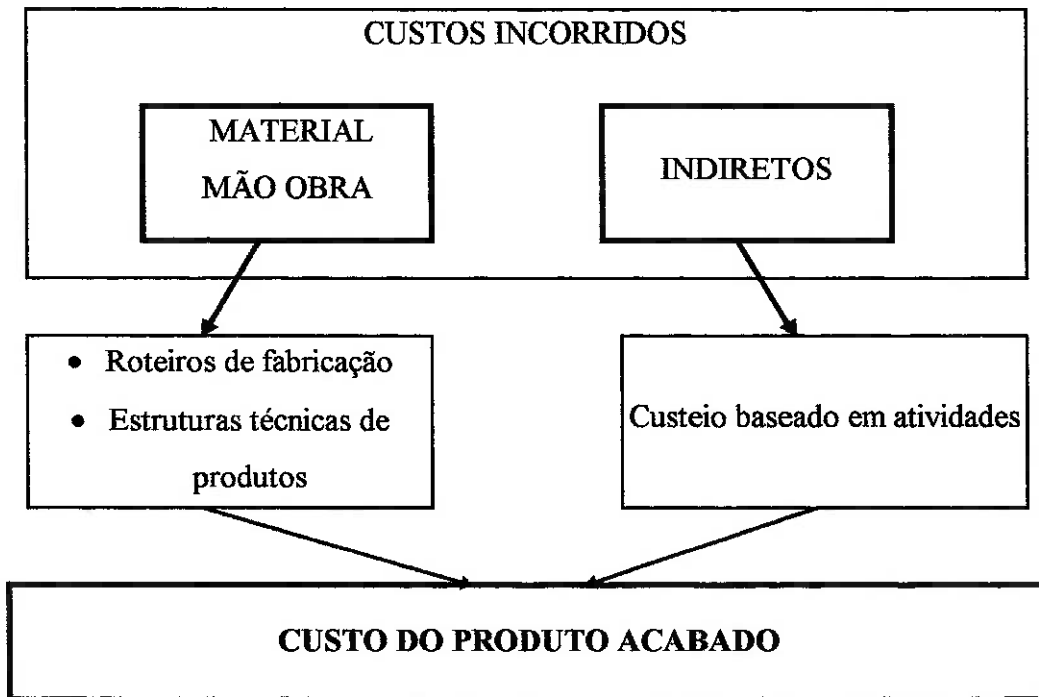 CUSTOS INCORRIDOS
MATERIAL
MÃO OBRA
INDIRETOS
• Roteiros de fabricação
• Estruturas técnicas de
produtos
Custeio baseado em atividades
CUSTO DO PRODUTO ACABADO